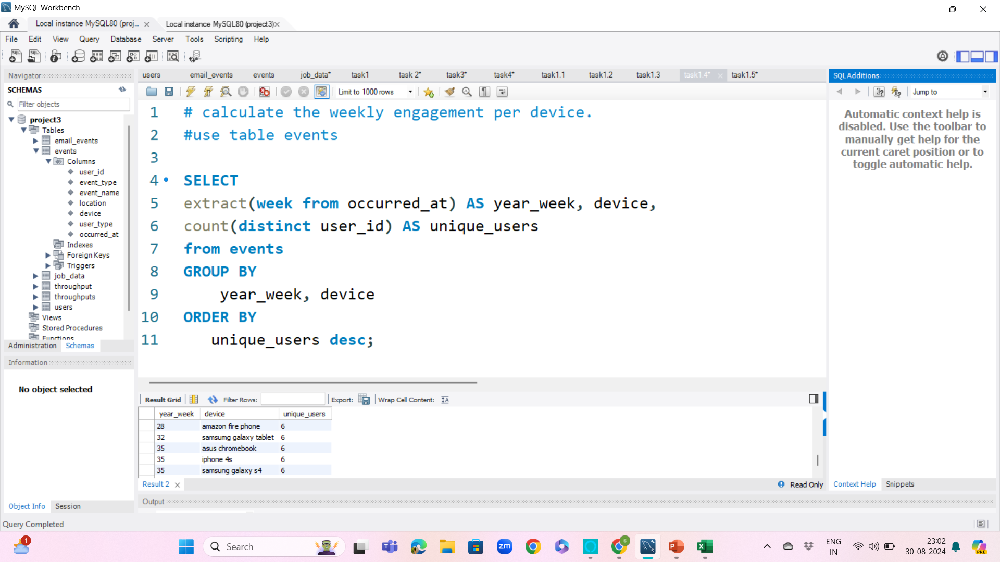 MySQL Workbench
Local instance MySQL80 (proj...
Local instance MySQL80 (project3)
File Edit View Query Database Server Tools Scripting Help
Navigator
SCHEMAS
Filter objects
project3
Tables
email_events
events
Columns
user_id
event_type
event_name
location
device
user_type
occurred_at
Indexes
Foreign Keys
Triggers
job_data
throughput
throughputs
users
Views
Stored Procedures
Functions
Administration Schemas
Information
No object selected
Object Info Session
users email_events events job_data* task1 task 2* task3* task4* task1.1 task1.2 task1.3 task1.4* task1.5*
Limit to 1000 rows
1 # calculate the weekly engagement per device.
2 #use table events
3
4 SELECT
5 extract(week from occurred_at) AS year_week, device,
6 count(distinct user_id) AS unique_users
7 from events
8 GROUP BY
9 year_week, device
10 ORDER BY
11 unique_users desc;
Result Grid Filter Rows: Export: Wrap Cell Content:
year_week device unique_users
28 amazon fire phone 6
32 samsumg galaxy tablet 6
35 asus chromebook 6
35 iphone 4s 6
35 samsung galaxy s4 6
Result 2
Read Only
Output
SQLAdditions
Jump to
Automatic context help is
disabled. Use the toolbar to
manually get help for the
current caret position or to
toggle automatic help.
Context Help Snippets
Query Completed
1
Search
zm
ENG
IN
23:02
30-08-2024
PRE